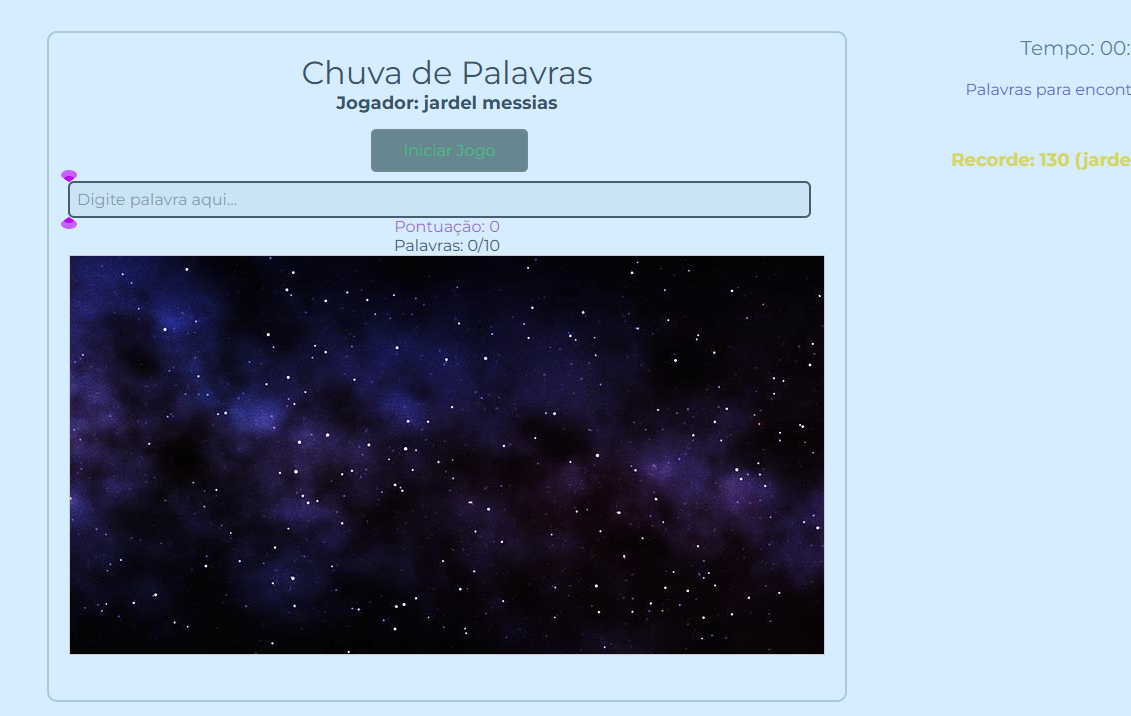 Chuva de Palavras
Jogador: jardel messias
Iniciar Jogo
Digite palavra aqui...
Pontuação: 0
Palavras: 0/10
Tempo: 00:
Palavras para encont
Recorde: 130 (jarde